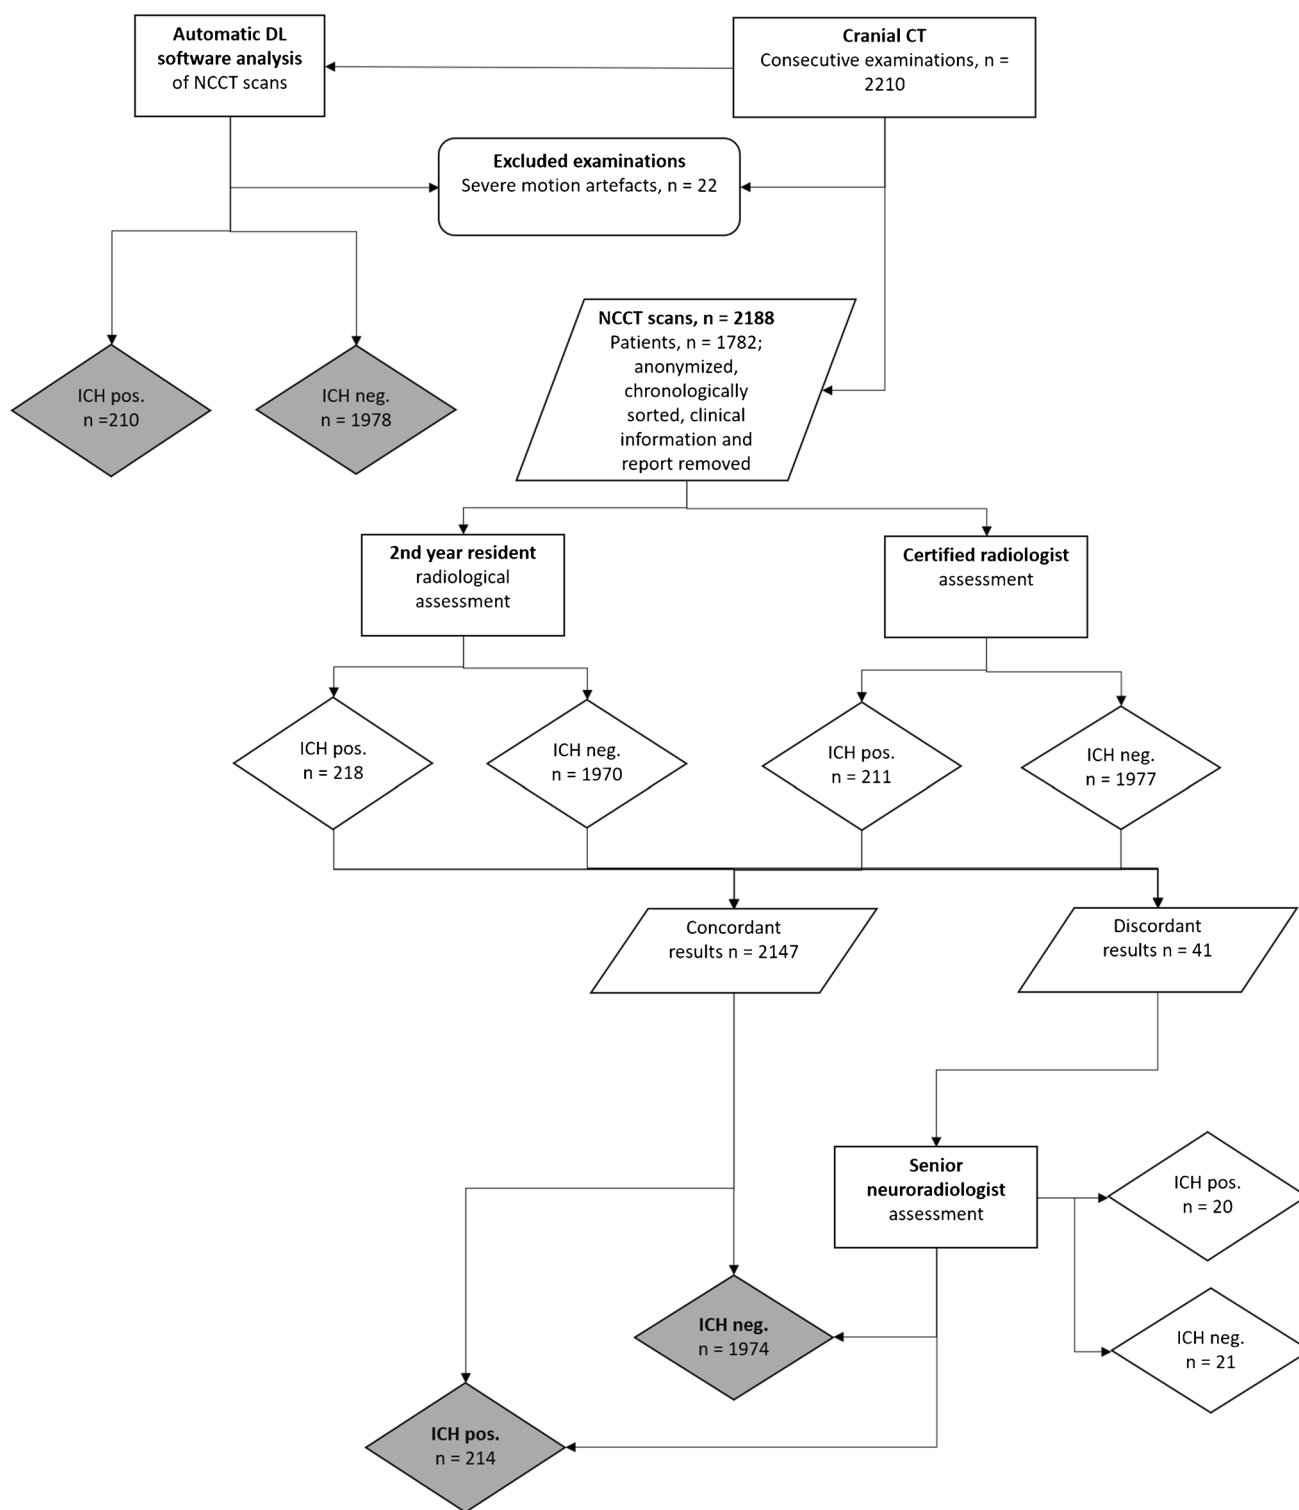 Automatic DL
software analysis
of NCCT scans
Cranial CT
Consecutive examinations, n =
2210
Excluded examinations
Severe motion artefacts, n = 22
ICH pos.
n =210
ICH neg.
n = 1978
NCCT scans, n = 2188
Patients, n = 1782;
anonymized,
chronologically
sorted, clinical
information and
report removed
2nd year resident
radiological
assessment
Certified radiologist
assessment
ICH pos.
n = 218
ICH neg.
n = 1970
ICH pos.
n = 211
ICH neg.
n = 1977
Concordant
results n = 2147
Discordant
results n = 41
Senior
neuroradiologist
assessment
ICH pos.
n = 20
ICH neg.
n = 21
ICH neg.
n = 1974
ICH pos.
n = 214